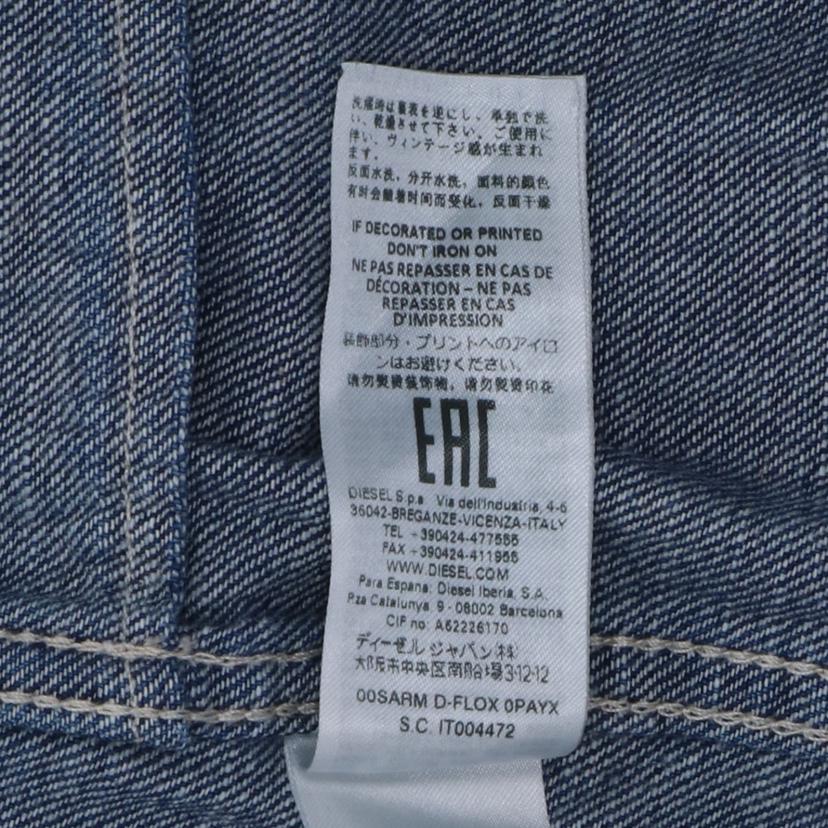 洗濯時は裏表を逆にし、単独で洗
い、乾燥させて下さい。ご使用に
伴い、ヴィンテージ感が生まれ
ます。
反面水洗，分开水洗，面料的颜色
有时会随着时间而变化，反面干燥
IF DECORATED OR PRINTED
DON'T IRON ON
NE PAS REPASSER EN CAS DE
DÉCORATION – NE PAS
REPASSER EN CAS
D'IMPRESSION
装飾部分・プリントへのアイロ
ンはお避けください。
请勿熨烫装饰物，请勿熨烫印花
EAC
DIESEL S.p.a. Via dell'Industria, 4-6
36042-BREGANZE-VICENZA-ITALY
TEL +390424-477555
FAX +390424-411955
WWW.DIESEL.COM
Para Espana: Diesel Iberia, S.A.
P.za Catalunya, 9 - 08002 Barcelona
CIF no: A62226170
ディーゼルジャパン(株)
大阪市中央区南船場3-12-12
00SARM D-FLOX 0PAYX
S.C. IT004472